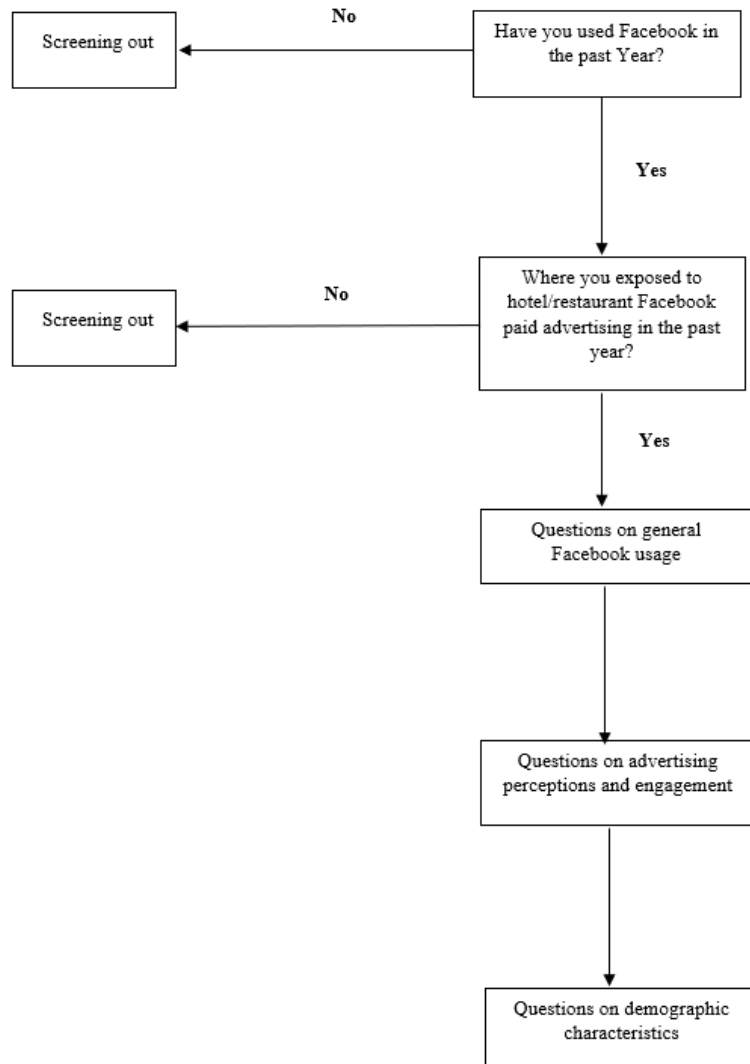 No
Screening out
Have you used Facebook in
the past Year?
Yes
Where you exposed to
hotel/restaurant Facebook
paid advertising in the past
year?
No
Screening out
Yes
Questions on general
Facebook usage
Questions on advertising
perceptions and engagement
Questions on demographic
characteristics